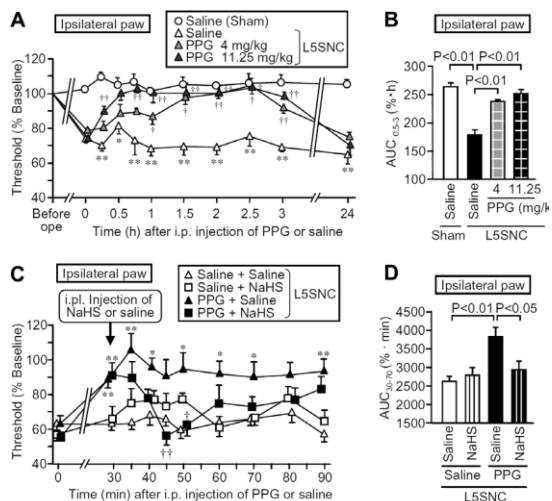 A
Ipsilateral paw
Saline (Sham)
Saline
PPG 4 mg/kg
PPG 11.25 mg/kg
L5SNC
Threshold (% Baseline)
120
100
80
60
40
††
††
†
††
††
††
††
†
†
†
††
**
*
**
**
**
**
**
**
**
Before
ope
0
0.5
1.0
1.5
2.0
2.5
3.0
24
Time (h) after i.p. injection of PPG or saline
B
Ipsilateral paw
P<0.01 P<0.01
P<0.01
AUC 0.5-3 (%·h)
300
250
200
150
100
Saline
Saline
4
11.25
PPG (mg/k
Sham
L5SNC
C
Ipsilateral paw
Saline + Saline
Saline + NaHS
PPG + Saline
PPG + NaHS
L5SNC
i.pl. Injection of
NaHS or saline
Threshold (% Baseline)
120
100
80
60
40
**
**
**
*
*
*
*
*
**
††
†
0
30
40
50
60
70
80
90
Time (min) after i.p. injection of PPG or saline
D
Ipsilateral paw
P<0.01 P<0.05
AUC30-70 (% · min)
4500
4000
3500
3000
2500
2000
Saline
NaHS
Saline
NaHS
Saline
PPG
L5SNC